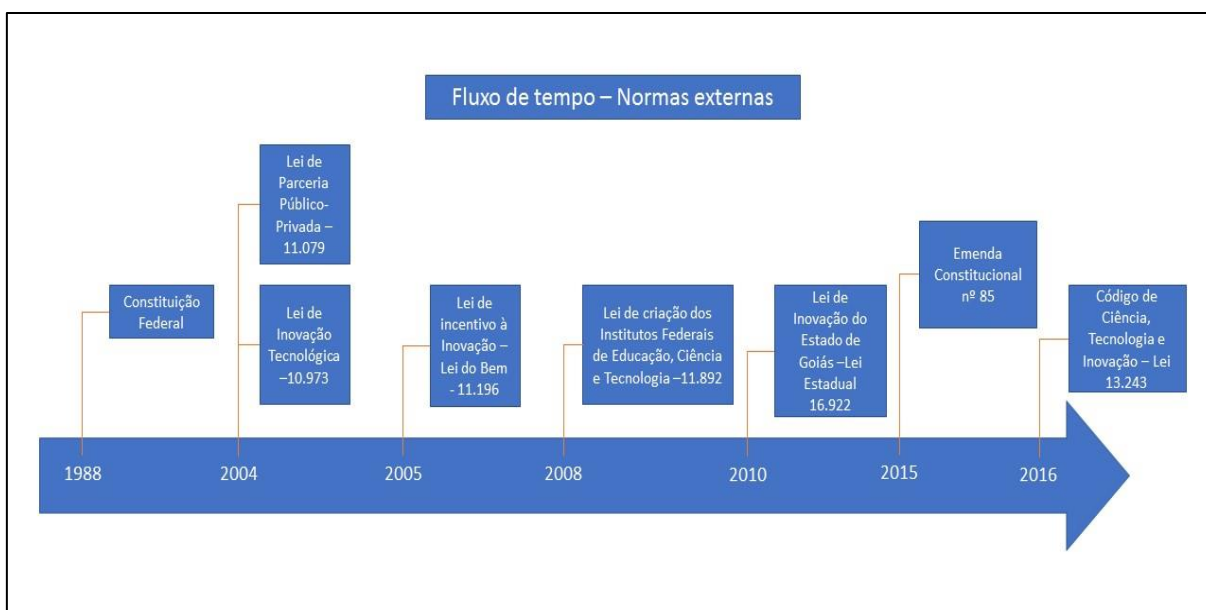 Fluxo de tempo – Normas externas
Lei de
Parceria
Público-
Privada –
11.079
Constituição
Federal
Lei de
Inovação
Tecnológica
–10.973
Lei de
incentivo à
Inovação –
Lei do Bem
- 11.196
Lei de criação dos
Institutos Federais
de Educação, Ciência
e Tecnologia –11.892
Lei de
Inovação do
Estado de
Goiás –Lei
Estadual
16.922
Emenda
Constitucional
nº 85
Código de
Ciência,
Tecnologia e
Inovação – Lei
13.243
1988
2004
2005
2008
2010
2015
2016